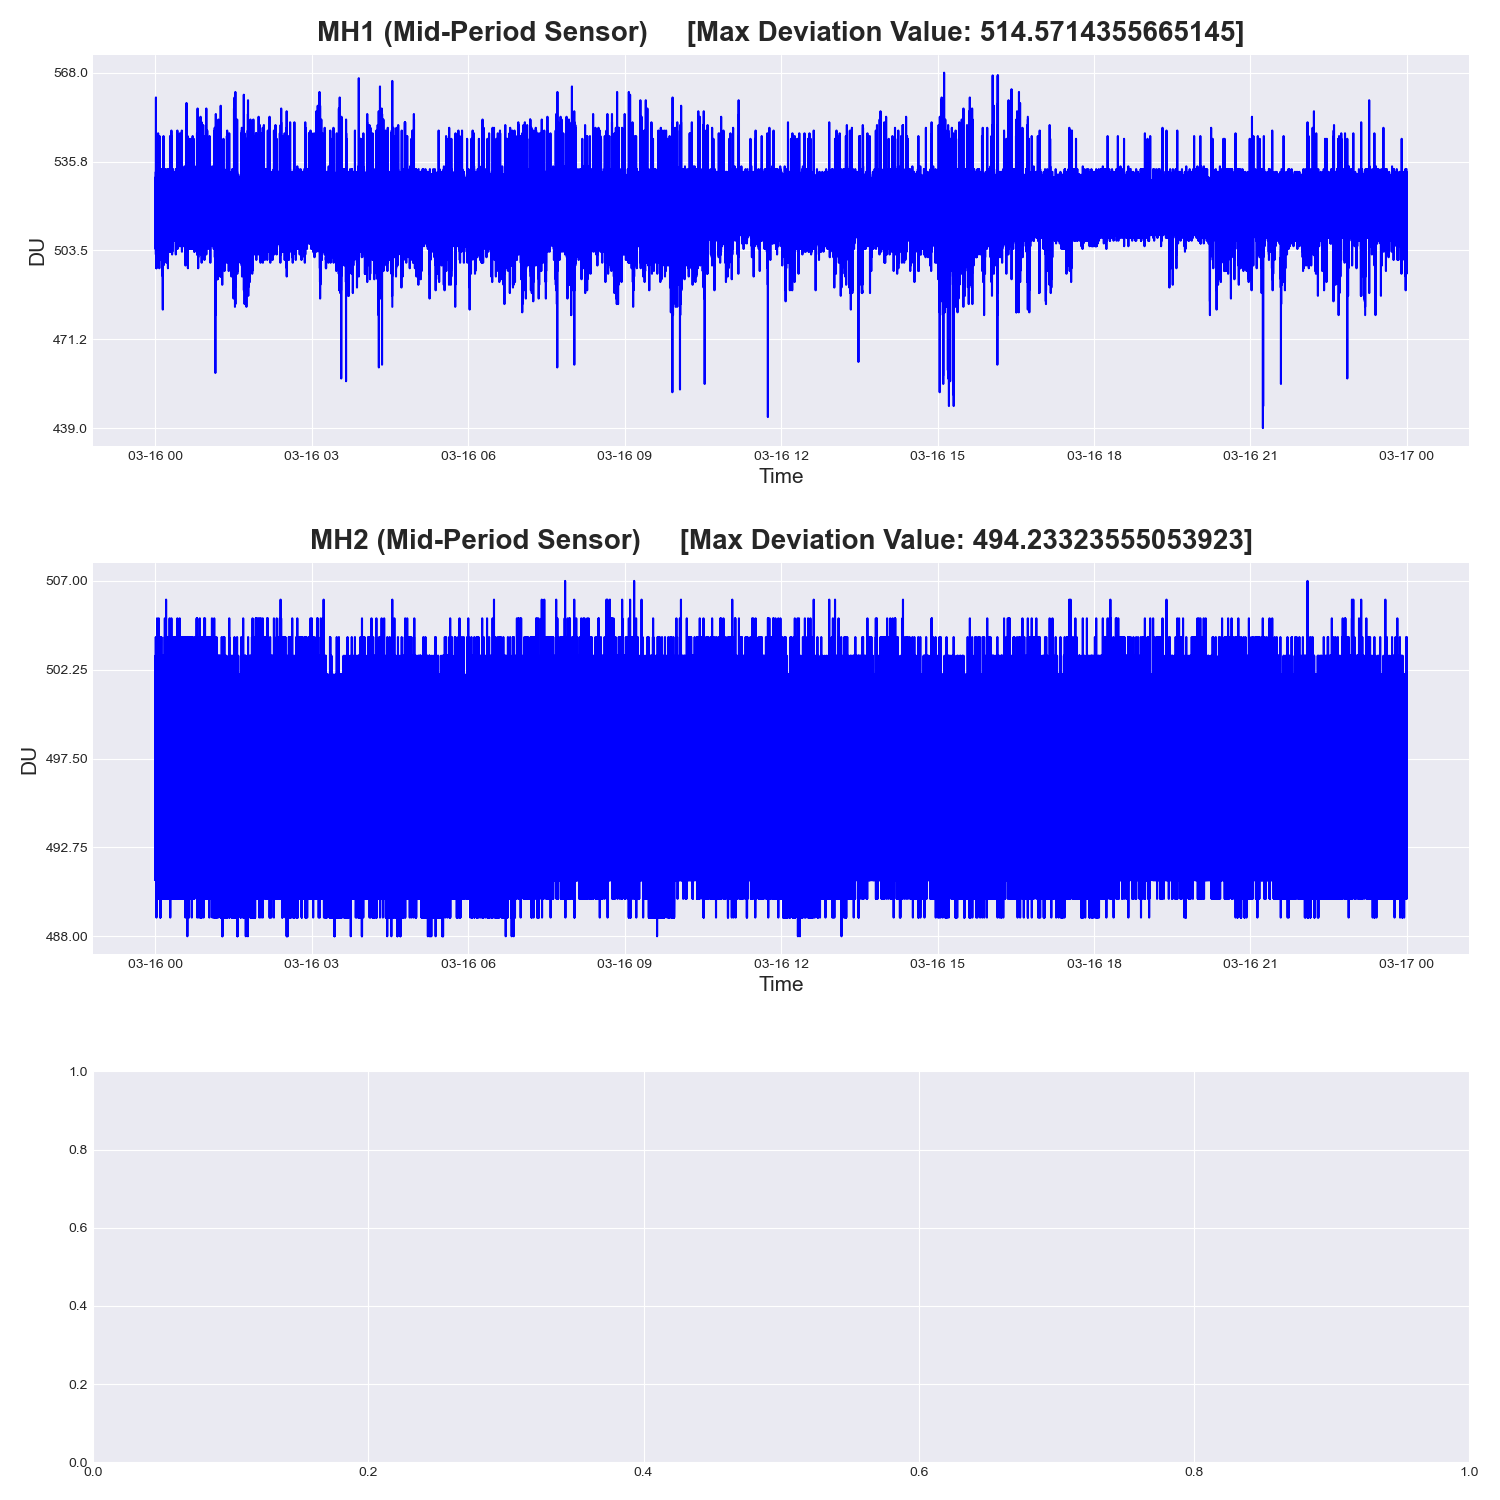 MH1 (Mid-Period Sensor) [Max Deviation Value: 514.5714355665145]
568.0
535.8
503.5
471.2
439.0
DU
03-16 00 03-16 03 03-16 06 03-16 09 03-16 12 03-16 15 03-16 18 03-16 21 03-17 00
Time
MH2 (Mid-Period Sensor) [Max Deviation Value: 494.23323555053923]
507.00
502.25
497.50
492.75
488.00
DU
03-16 00 03-16 03 03-16 06 03-16 09 03-16 12 03-16 15 03-16 18 03-16 21 03-17 00
Time
1.0
0.8
0.6
0.4
0.2
0.0
0.0 0.2 0.4 0.6 0.8 1.0